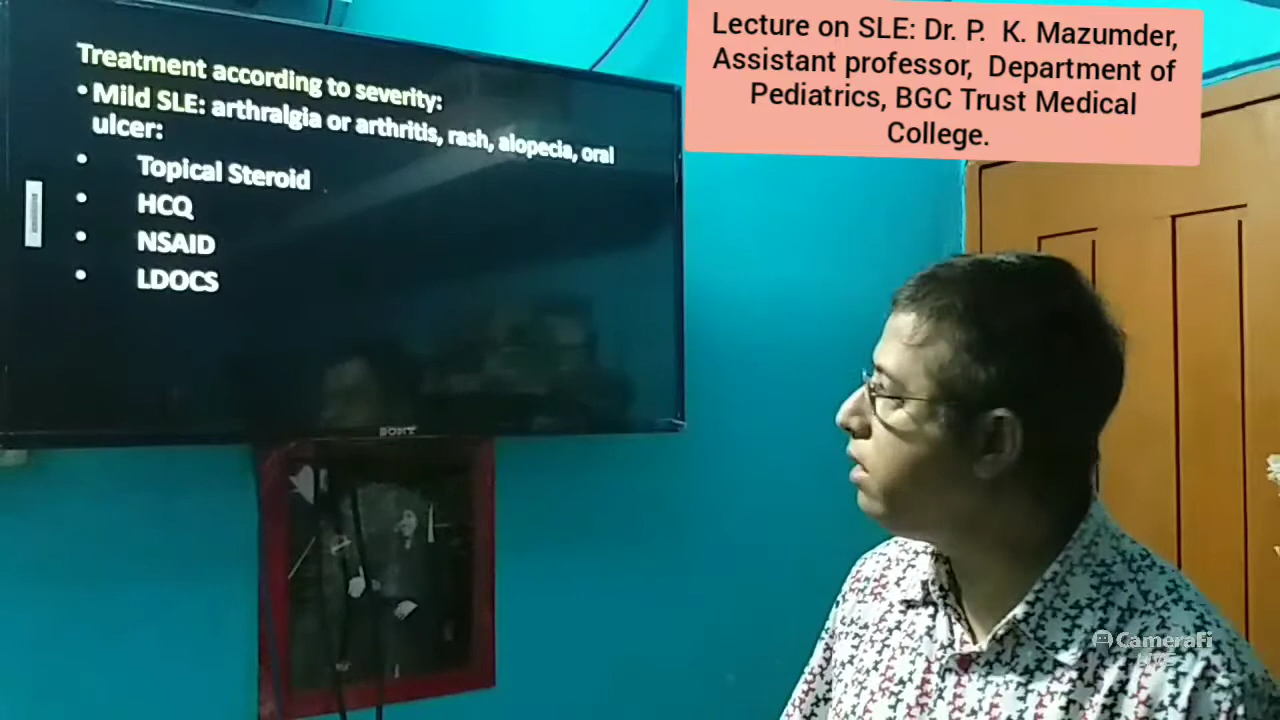 Lecture on SLE: Dr. P. K. Mazumder,
Assistant professor, Department of
Pediatrics, BGC Trust Medical
College.
Treatment according to severity:
• Mild SLE: arthralgia or arthritis, rash, alopecia, oral
ulcer:
• Topical Steroid
• HCQ
• NSAID
• LDOCS
SONY
CameraFi
LIVE